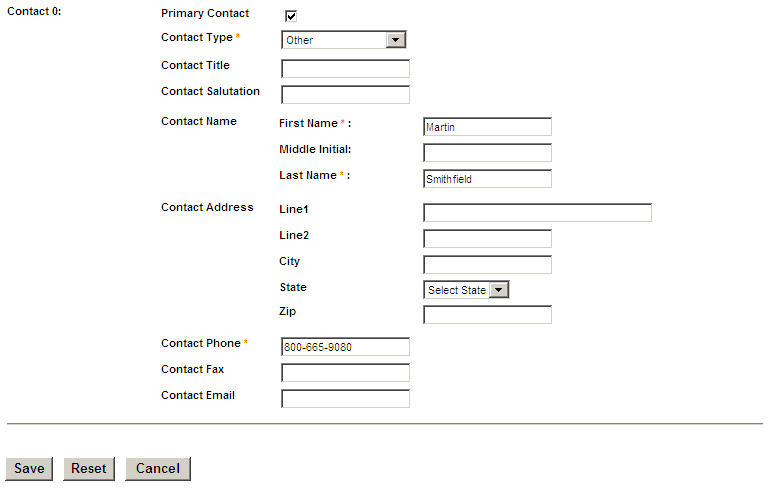 Contact 0: Primary Contact
Contact Type * Other
Contact Title
Contact Salutation
Contact Name First Name * : Martin
Middle Initial:
Last Name * : Smithfield
Contact Address Line1
Line2
City
State Select State
Zip
Contact Phone * 800-665-9080
Contact Fax
Contact Email
Save Reset Cancel